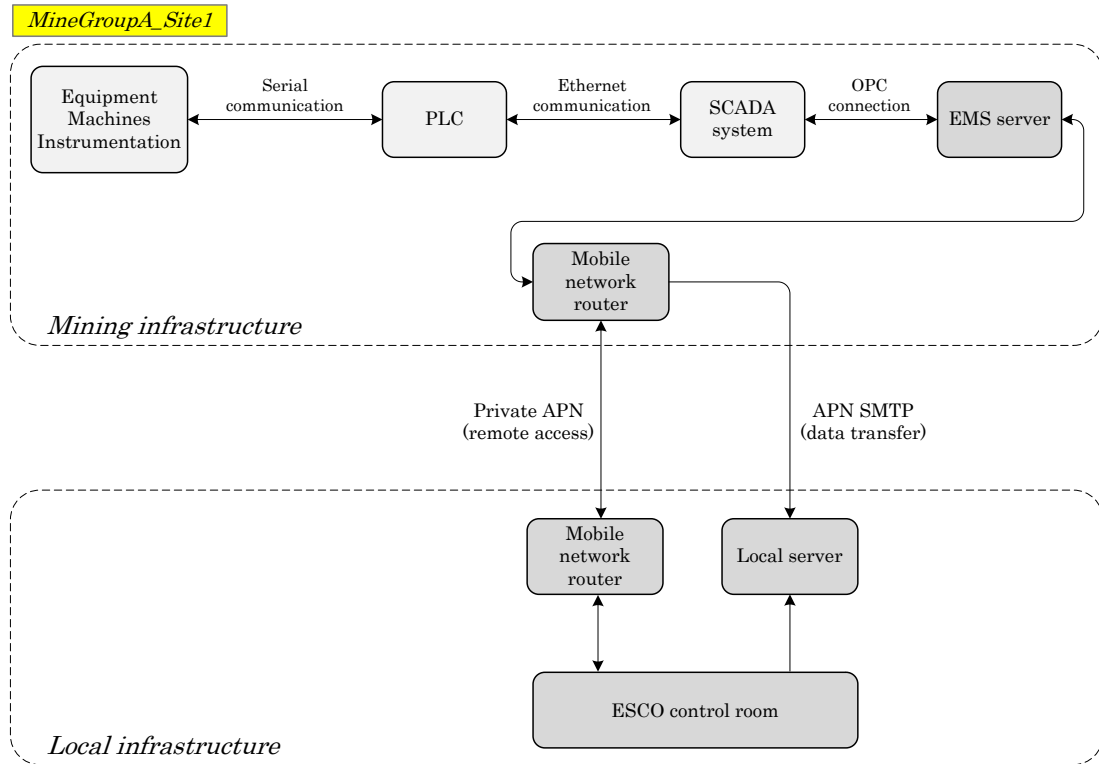 MineGroupA_Site1
Equipment
Machines
Instrumentation
Serial
communication
PLC
Ethernet
communication
SCADA
system
OPC
connection
EMS server
Mobile
network
router
Mining infrastructure
Private APN
(remote access)
APN SMTP
(data transfer)
Mobile
network
router
Local server
ESCO control room
Local infrastructure